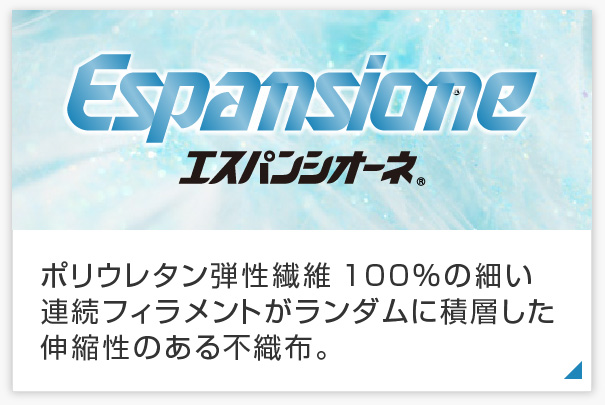 Espansione
エスパンシオーネ®
ポリウレタン弾性繊維 100%の細い
連続フィラメントがランダムに積層した
伸縮性のある不織布。